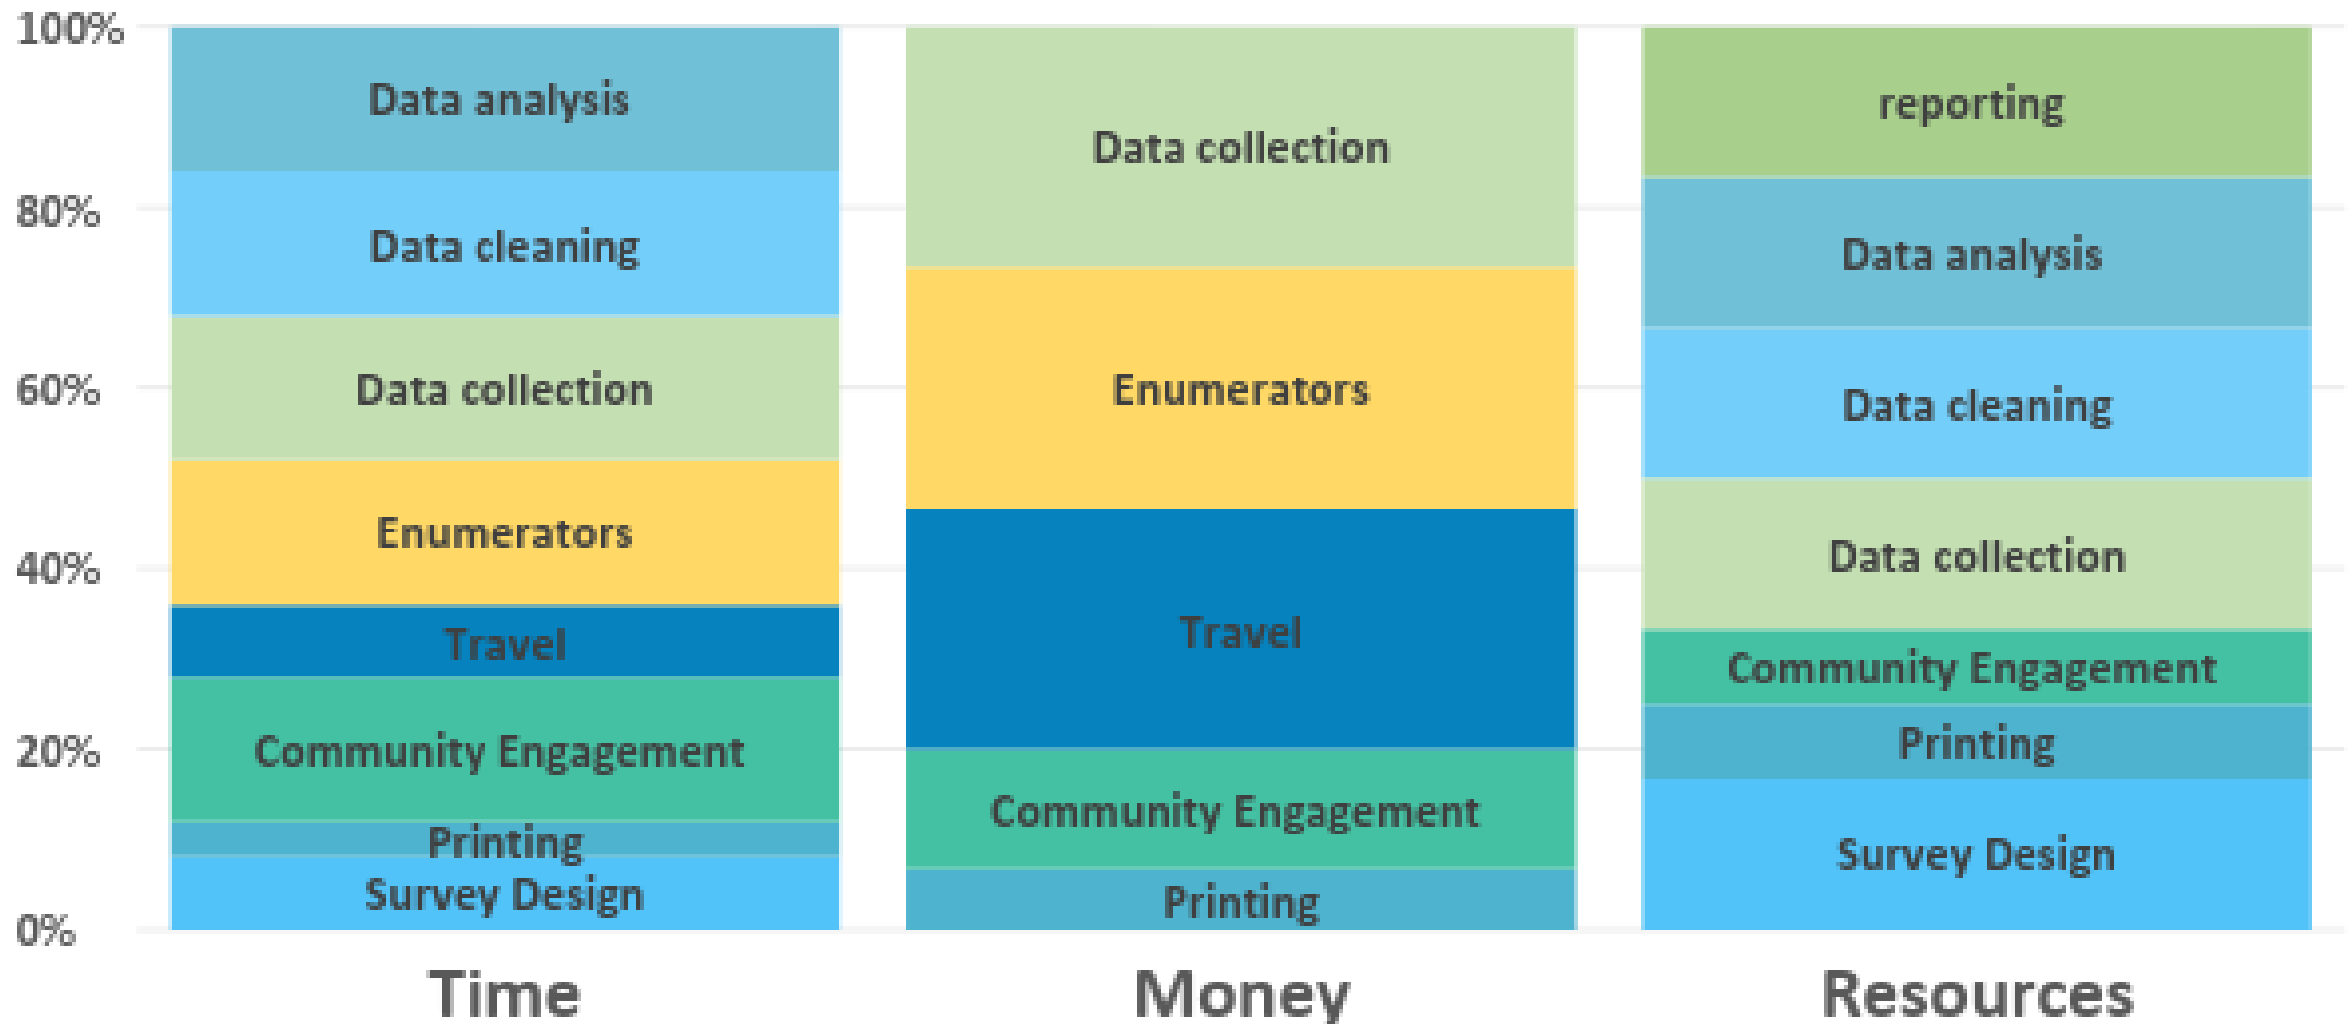 100%
80%
60%
40%
20%
0%
Data analysis
Data cleaning
Data collection
Enumerators
Travel
Community Engagement
Printing
Survey Design
Time
Data collection
Enumerators
Travel
Community Engagement
Printing
Money
reporting
Data analysis
Data cleaning
Data collection
Community Engagement
Printing
Survey Design
Resources